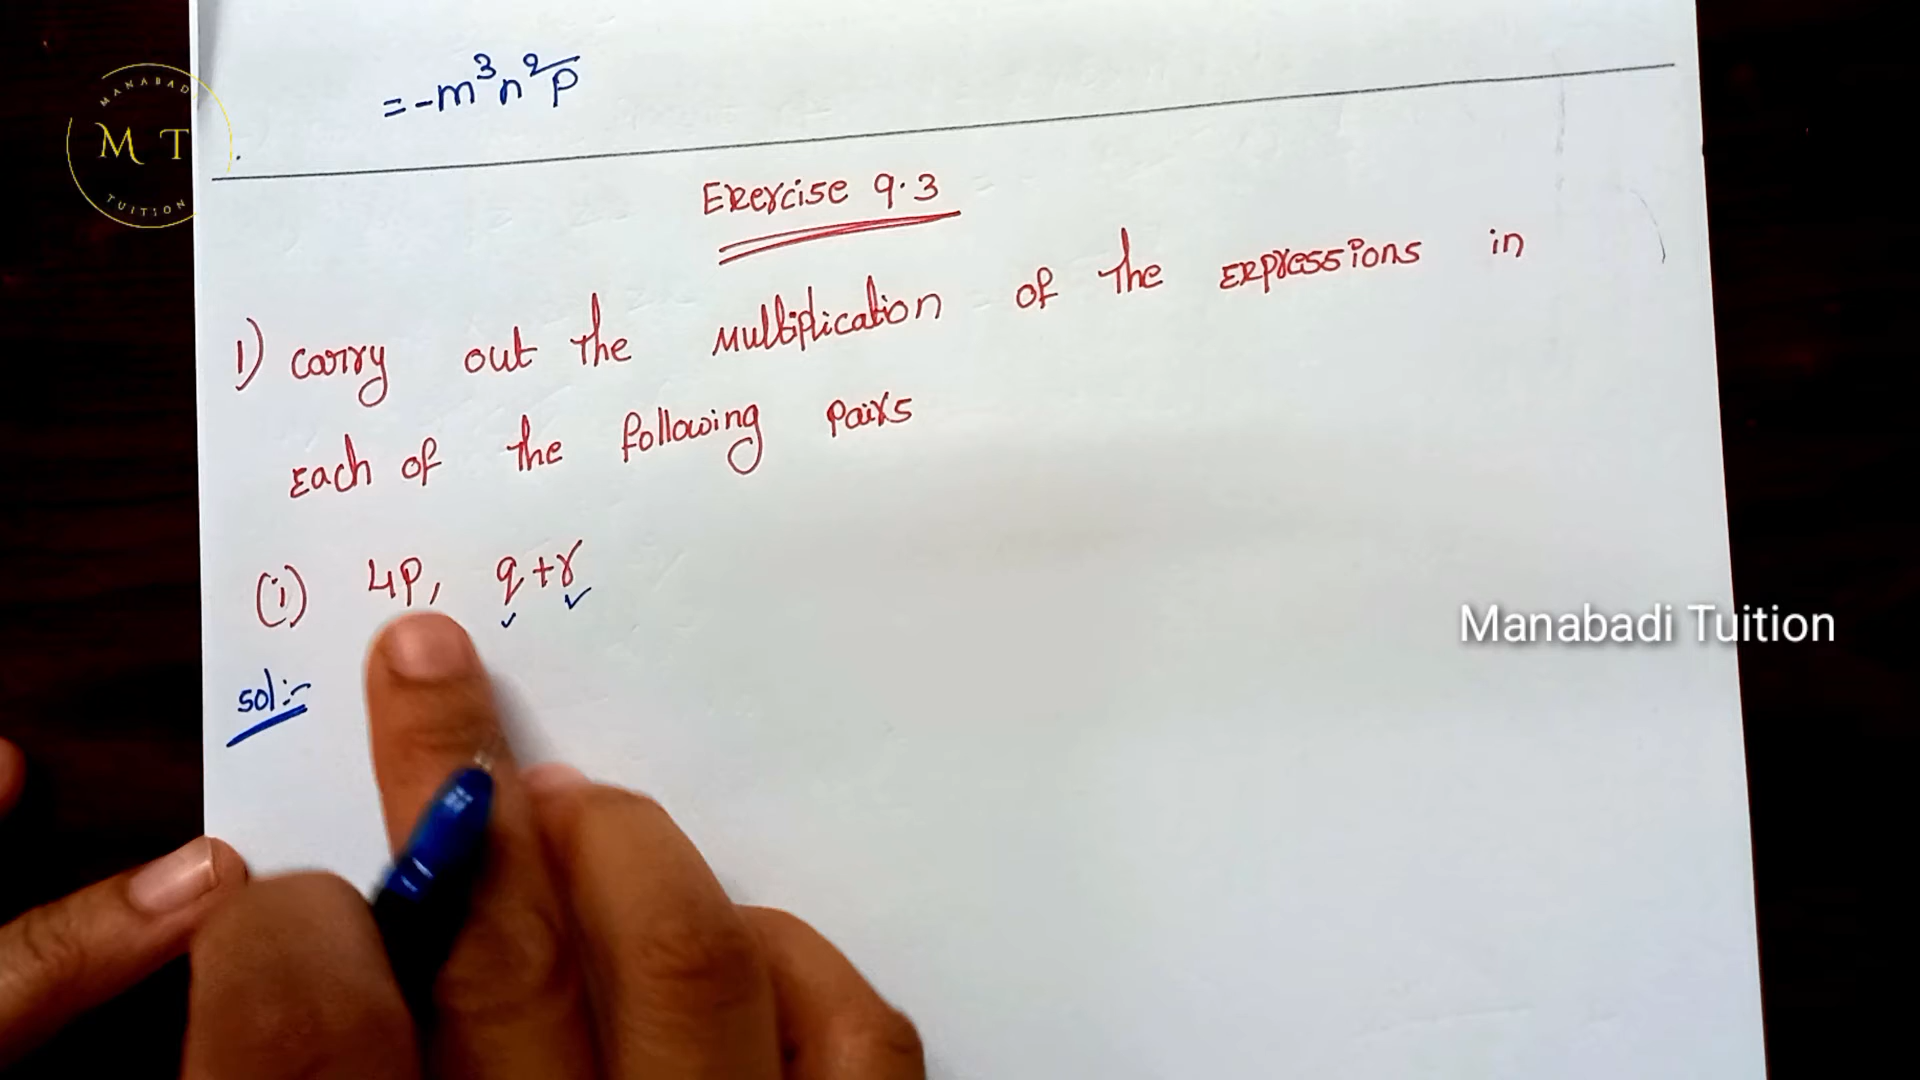 = -m³n²p
MANABADI
M T
TUITION
Exercise 9.3
1) carry out the Multiplication of the Expressions in
Each of the following pairs
(i) 4p, q+r
Manabadi Tuition
sol:-